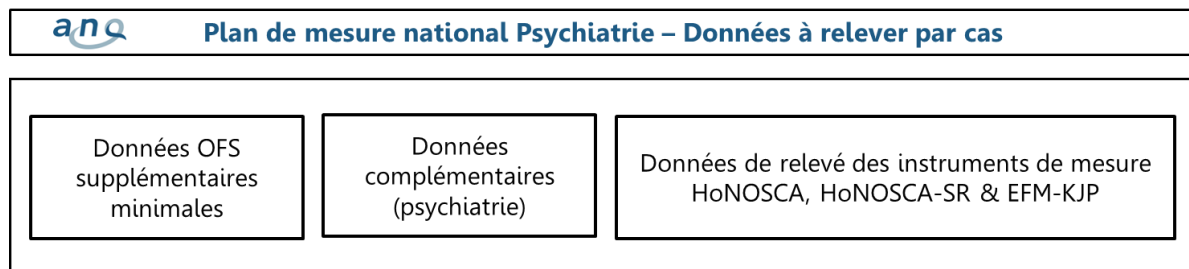 anq Plan de mesure national Psychiatrie – Données à relever par cas
Données OFS
supplémentaires
minimales
Données
complémentaires
(psychiatrie)
Données de relevé des instruments de mesure
HoNOSCA, HoNOSCA-SR & EFM-KJP